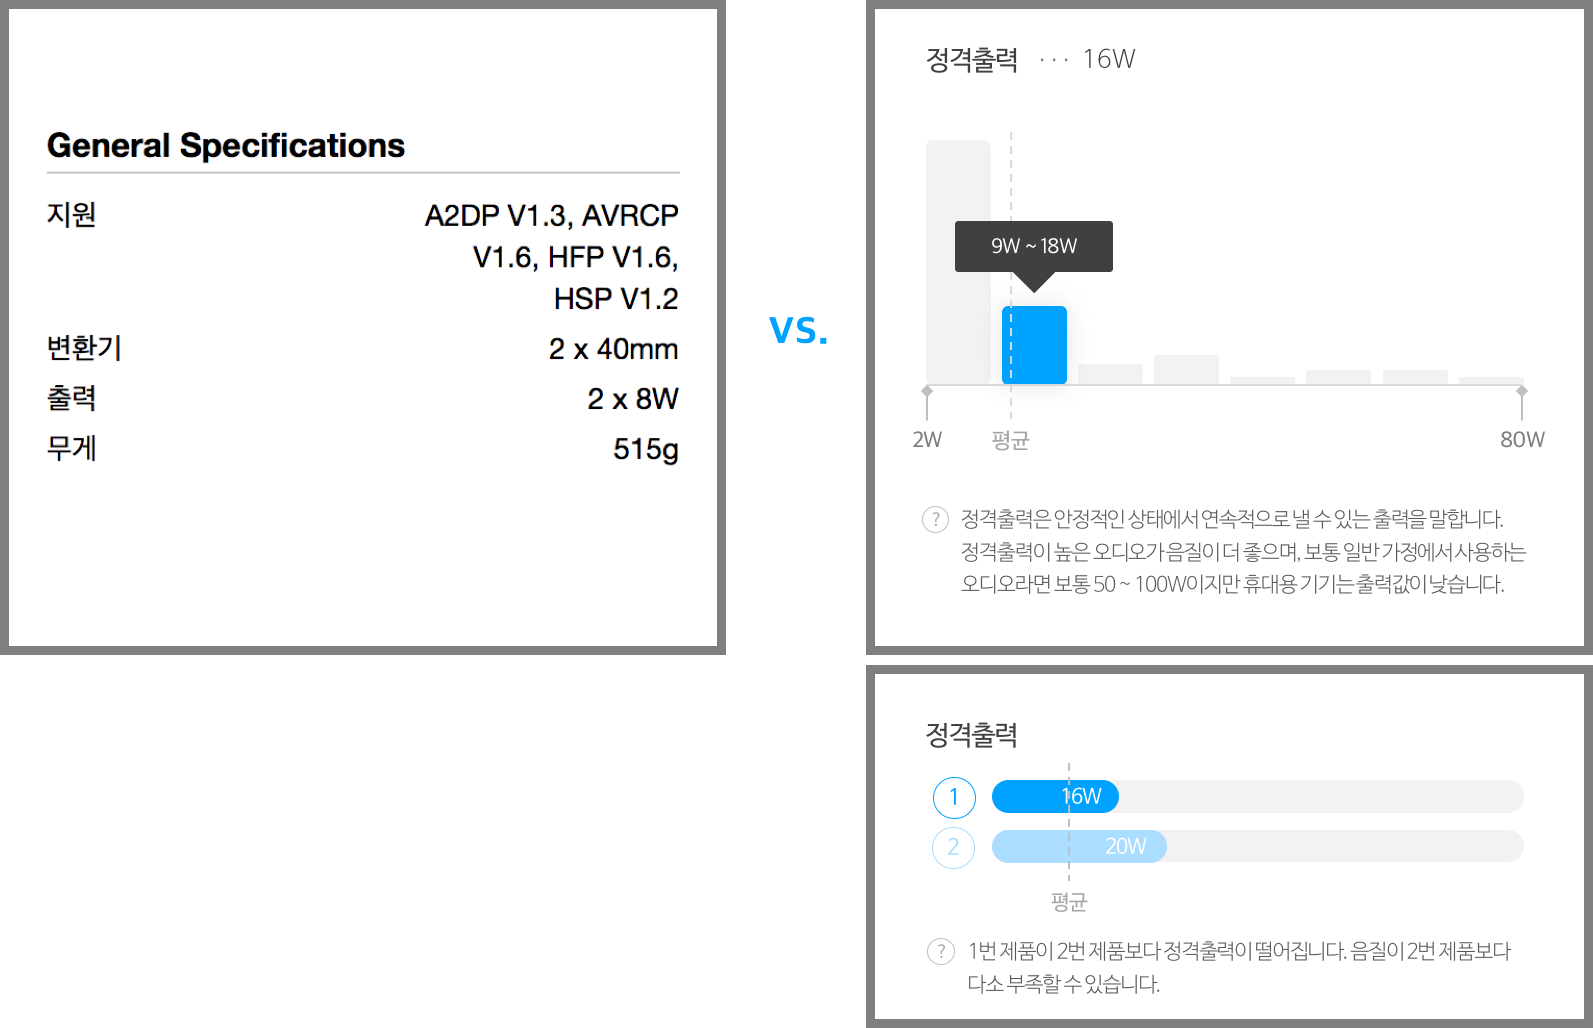 General Specifications
지원 A2DP V1.3, AVRCP
V1.6, HFP V1.6,
HSP V1.2
변환기 2 x 40mm
출력 2 x 8W
무게 515g
vs.
정격출력 ··· 16W
9W ~ 18W
2W 평균 80W
? 정격출력은 안정적인 상태에서 연속적으로 낼 수 있는 출력을 말합니다.
정격출력이 높은 오디오가 음질이 더 좋으며, 보통 일반 가정에서 사용하는
오디오라면 보통 50 ~ 100W이지만 휴대용 기기는 출력값이 낮습니다.
정격출력
1 16W
2 20W
평균
? 1번 제품이 2번 제품보다 정격출력이 떨어집니다. 음질이 2번 제품보다
다소 부족할 수 있습니다.